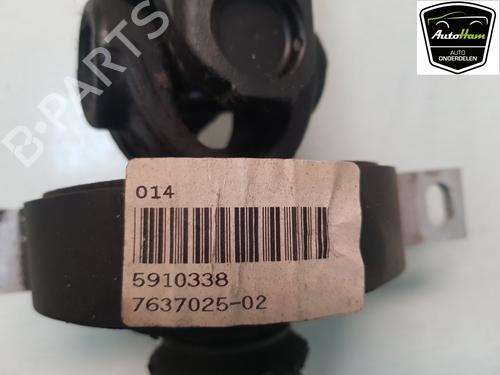 AutoHam
AUTO
ONDERDELEN
B-PARTS
014
5910338
7637025-02